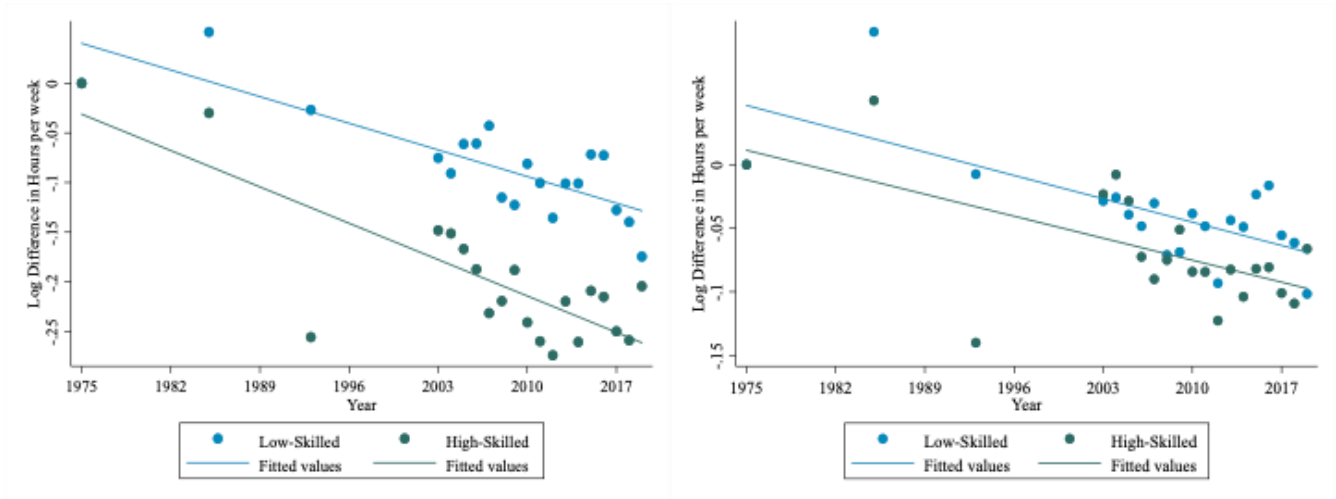 Log Difference in Hours per week
0
-.05
-.1
-.15
-.2
-.25
1975 1982 1989 1996 2003 2010 2017
Year
Low-Skilled High-Skilled
Fitted values Fitted values
Log Difference in Hours per week
0
-.05
-.1
-.15
1975 1982 1989 1996 2003 2010 2017
Year
Low-Skilled High-Skilled
Fitted values Fitted values